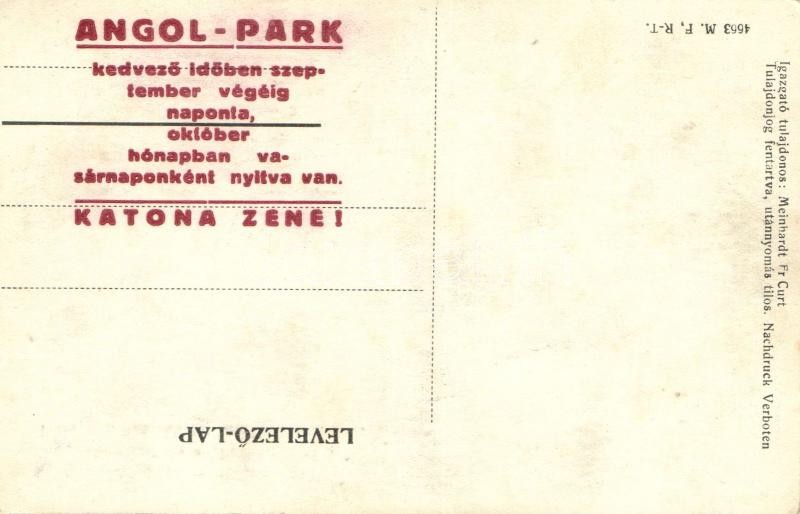 ANGOL-PARK
kedvező időben szep-
tember végéig
naponta,
október
hónapban va-
sárnaponként nyitva van.
KATONA ZENE!
4663 M. F, R-T.
Igazgató tulajdonos: Meinhardt Fr Curt
Tulajdonjog fentartva, utánnyomás tilos. Nachdruck Verboten
LEVELEZŐ-LAP